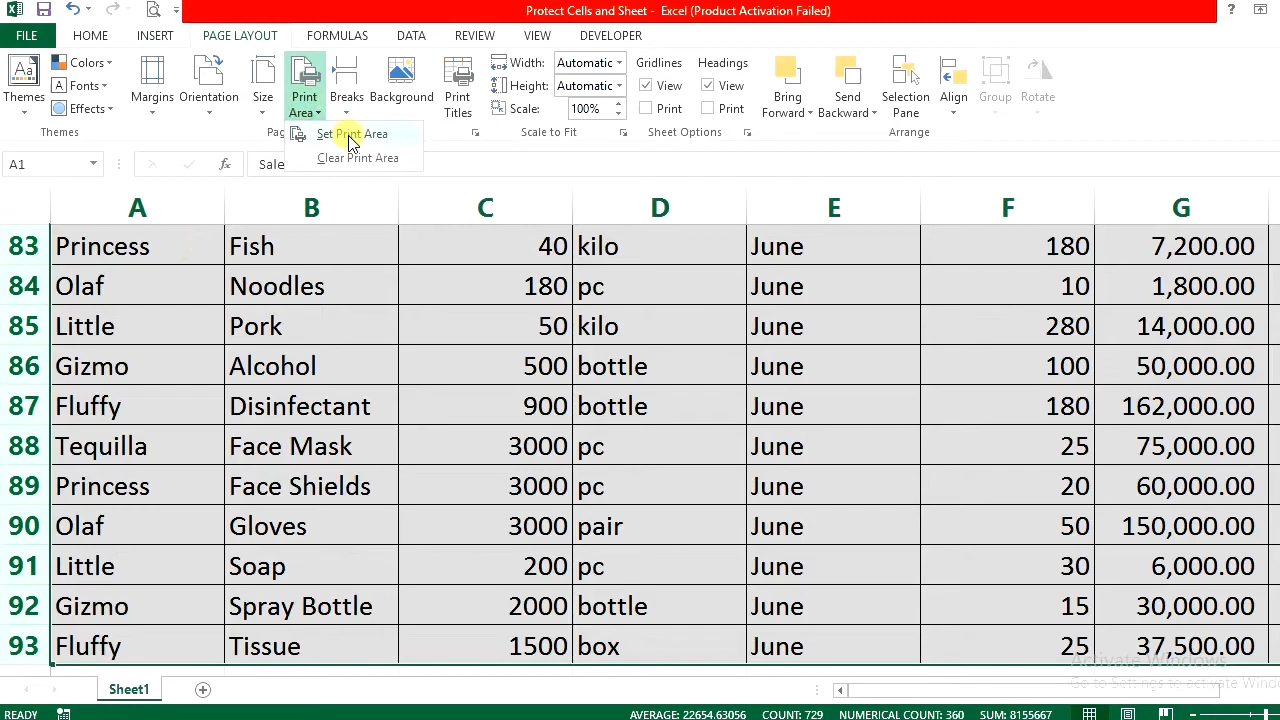 Protect Cells and Sheet - Excel (Product Activation Failed)
?
FILE HOME INSERT PAGE LAYOUT FORMULAS DATA REVIEW VIEW DEVELOPER
Themes
Colors
Fonts
Effects
Themes
Margins
Orientation
Size
Print Area
Breaks
Background
Print Titles
Pag
Set Print Area
Clear Print Area
Width: Automatic
Height: Automatic
Scale: 100%
Scale to Fit
Gridlines
View
Print
Headings
View
Print
Sheet Options
Bring Forward
Send Backward
Selection Pane
Align
Group
Rotate
Arrange
A1 fx Sale
A B C D E F G
83 Princess Fish 40 kilo June 180 7,200.00
84 Olaf Noodles 180 pc June 10 1,800.00
85 Little Pork 50 kilo June 280 14,000.00
86 Gizmo Alcohol 500 bottle June 100 50,000.00
87 Fluffy Disinfectant 900 bottle June 180 162,000.00
88 Tequilla Face Mask 3000 pc June 25 75,000.00
89 Princess Face Shields 3000 pc June 20 60,000.00
90 Olaf Gloves 3000 pair June 50 150,000.00
91 Little Soap 200 pc June 30 6,000.00
92 Gizmo Spray Bottle 2000 bottle June 15 30,000.00
93 Fluffy Tissue 1500 box June 25 37,500.00
Activate Windows
Go to Settings to activate Windo
Sheet1
READY AVERAGE: 22654.63056 COUNT: 729 NUMERICAL COUNT: 360 SUM: 8155667